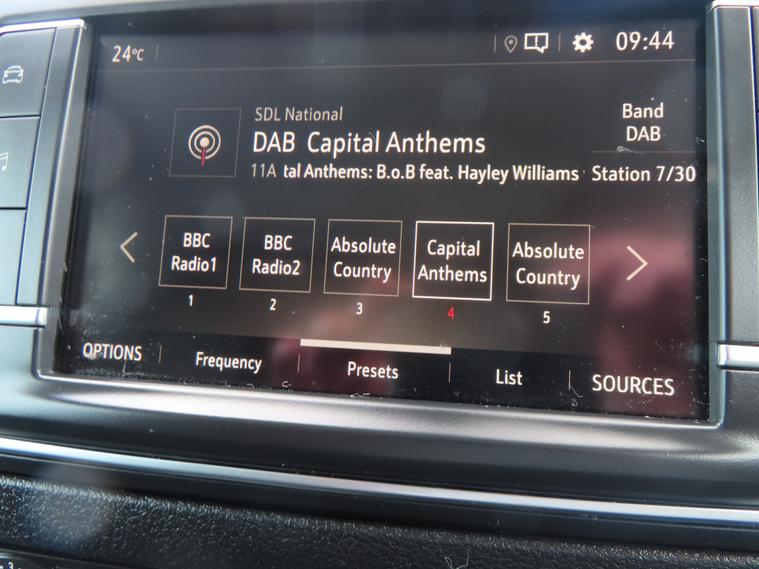 24°C
09:44
SDL National
DAB Capital Anthems
11A tal Anthems: B.o.B feat. Hayley Williams
Band
DAB
Station 7/30
BBC
Radio1
BBC
Radio2
Absolute
Country
Capital
Anthems
Absolute
Country
1
2
3
4
5
OPTIONS
Frequency
Presets
List
SOURCES
3